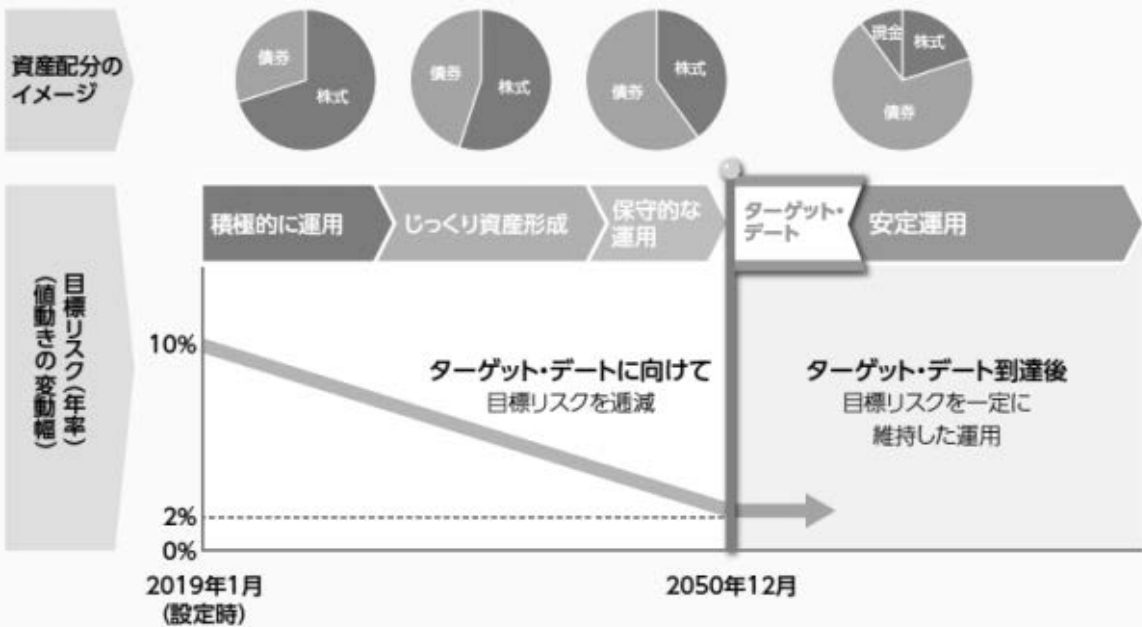 資産配分の
イメージ
債券
株式
債券
株式
債券
株式
現金
株式
債券
積極的に運用
じっくり資産形成
保守的な
運用
ターゲット・
デート
安定運用
目標リスク(年率)
(値動きの変動幅)
10%
2%
0%
ターゲット・デートに向けて
目標リスクを逓減
ターゲット・デート到達後
目標リスクを一定に
維持した運用
2019年1月
(設定時)
2050年12月